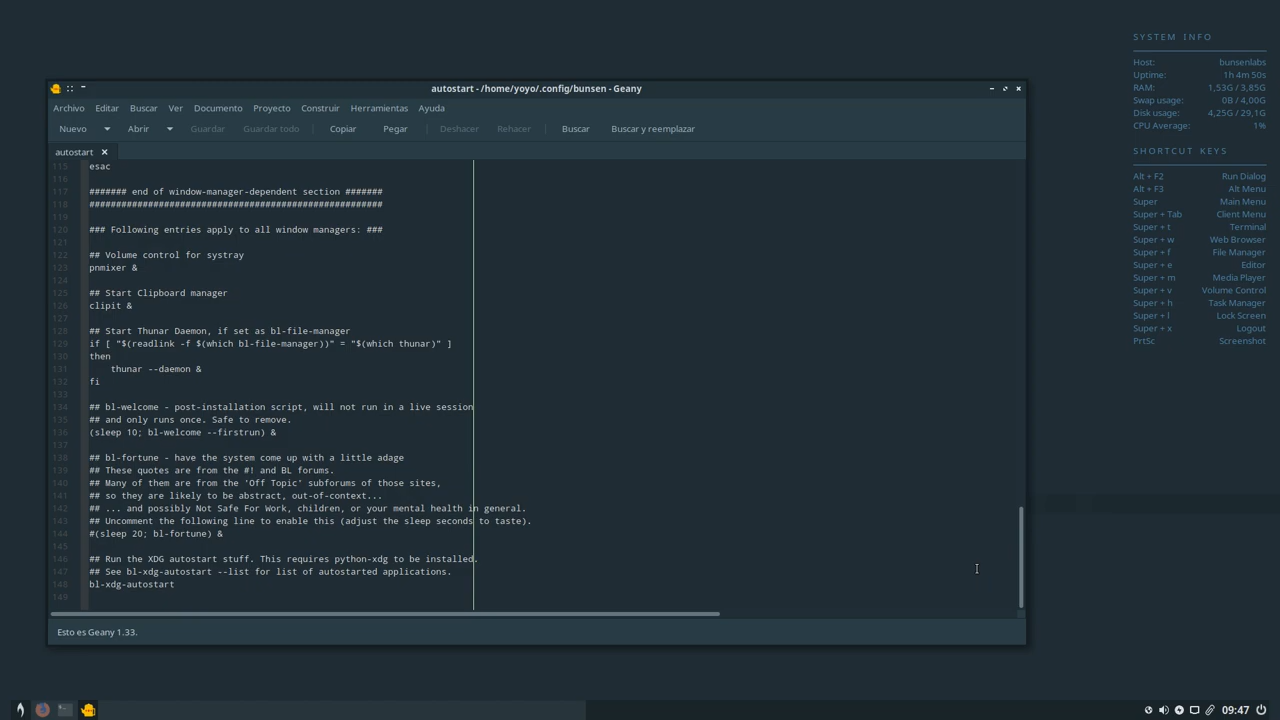 autostart - /home/yoyo/.config/bunsen - Geany
Archivo Editar Buscar Ver Documento Proyecto Construir Herramientas Ayuda
Nuevo Abrir Guardar Guardar todo Copiar Pegar Deshacer Rehacer Buscar Buscar y reemplazar
autostart
115 esac
116
117 ####### end of window-manager-dependent section #######
118 #######################################################
119
120 ### Following entries apply to all window managers: ###
121
122 ## Volume control for systray
123 pnmixer &
124
125 ## Start Clipboard manager
126 clipit &
127
128 ## Start Thunar Daemon, if set as bl-file-manager
129 if [ "$(readlink -f $(which bl-file-manager))" = "$(which thunar)" ]
130 then
131     thunar --daemon &
132 fi
133
134 ## bl-welcome - post-installation script, will not run in a live session
135 ## and only runs once. Safe to remove.
136 (sleep 10; bl-welcome --firstrun) &
137
138 ## bl-fortune - have the system come up with a little adage
139 ## These quotes are from the #! and BL forums.
140 ## Many of them are from the 'Off Topic' subforums of those sites,
141 ## so they are likely to be abstract, out-of-context...
142 ## ... and possibly Not Safe For Work, children, or your mental health in general.
143 ## Uncomment the following line to enable this (adjust the sleep seconds to taste).
144 #(sleep 20; bl-fortune) &
145
146 ## Run the XDG autostart stuff. This requires python-xdg to be installed.
147 ## See bl-xdg-autostart --list for list of autostarted applications.
148 bl-xdg-autostart
149
Esto es Geany 1.33.
SYSTEM INFO
Host: bunsenlabs
Uptime: 1h 4m 50s
RAM: 1,53G / 3,85G
Swap usage: 0B / 4,00G
Disk usage: 4,25G / 29,1G
CPU Average: 1%
SHORTCUT KEYS
Alt + F2 Run Dialog
Alt + F3 Alt Menu
Super Main Menu
Super + Tab Client Menu
Super + t Terminal
Super + w Web Browser
Super + f File Manager
Super + e Editor
Super + m Media Player
Super + v Volume Control
Super + h Task Manager
Super + l Lock Screen
Super + x Logout
PrtSc Screenshot
09:47